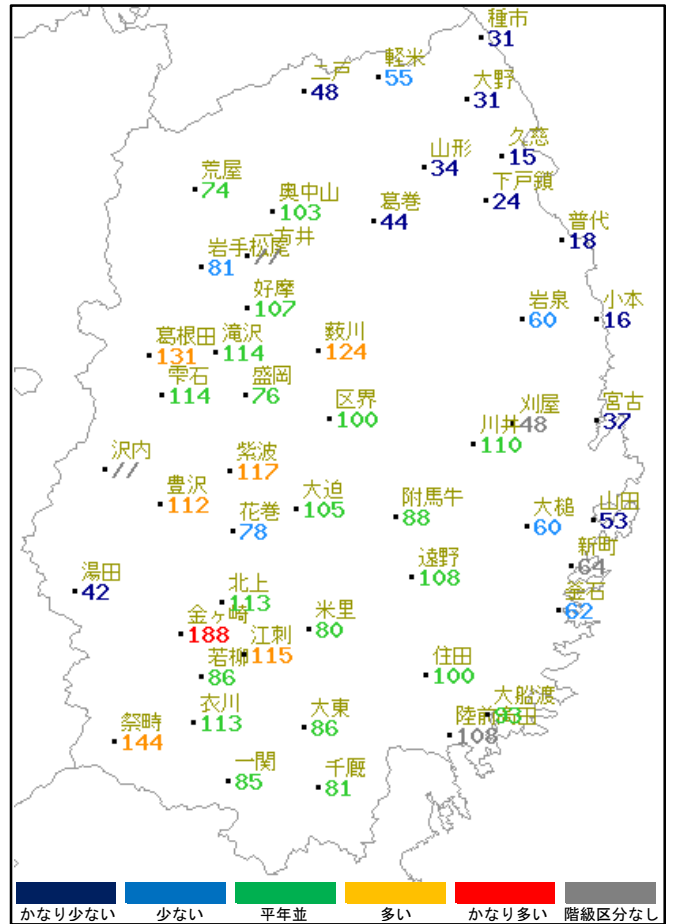 種市
31
軽米
55
二戸
48
大野
31
久慈
15
山形
34
下戸鎖
24
荒屋
74
奥中山
103
葛巻
44
普代
18
一方井
//
岩手松尾
81
好摩
107
岩泉
60
小本
16
葛根田
131
滝沢
114
薮川
124
雫石
114
盛岡
76
区界
100
刈屋
48
宮古
37
川井
110
沢内
//
紫波
117
豊沢
112
花巻
78
大迫
105
附馬牛
88
大槌
60
山田
53
新町
64
湯田
42
遠野
108
釜石
62
北上
113
金ヶ崎
188
米里
80
江刺
115
若柳
86
住田
100
衣川
113
大東
86
大船渡
陸前高田
108
祭畤
144
一関
85
千厩
81
かなり少ない 少ない 平年並 多い かなり多い 階級区分なし